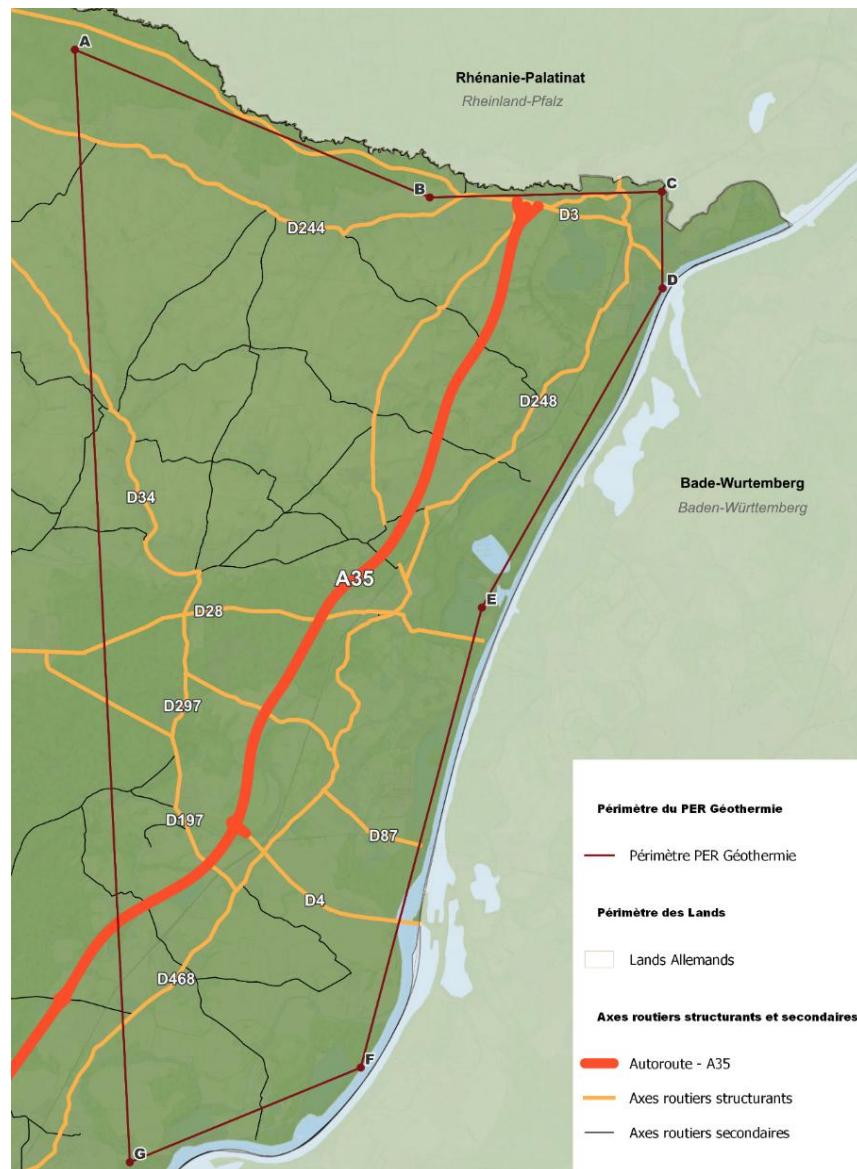 A
Rhénanie-Palatinat
Rheinland-Pfalz
B
C
D3
D244
D
D248
Bade-Wurtemberg
Baden-Württemberg
D34
A35
E
D28
D297
D197
D87
D4
D468
F
G
Périmètre du PER Géothermie
Périmètre PER Géothermie
Périmètre des Lands
Lands Allemands
Axes routiers structurants et secondaires
Autoroute - A35
Axes routiers structurants
Axes routiers secondaires